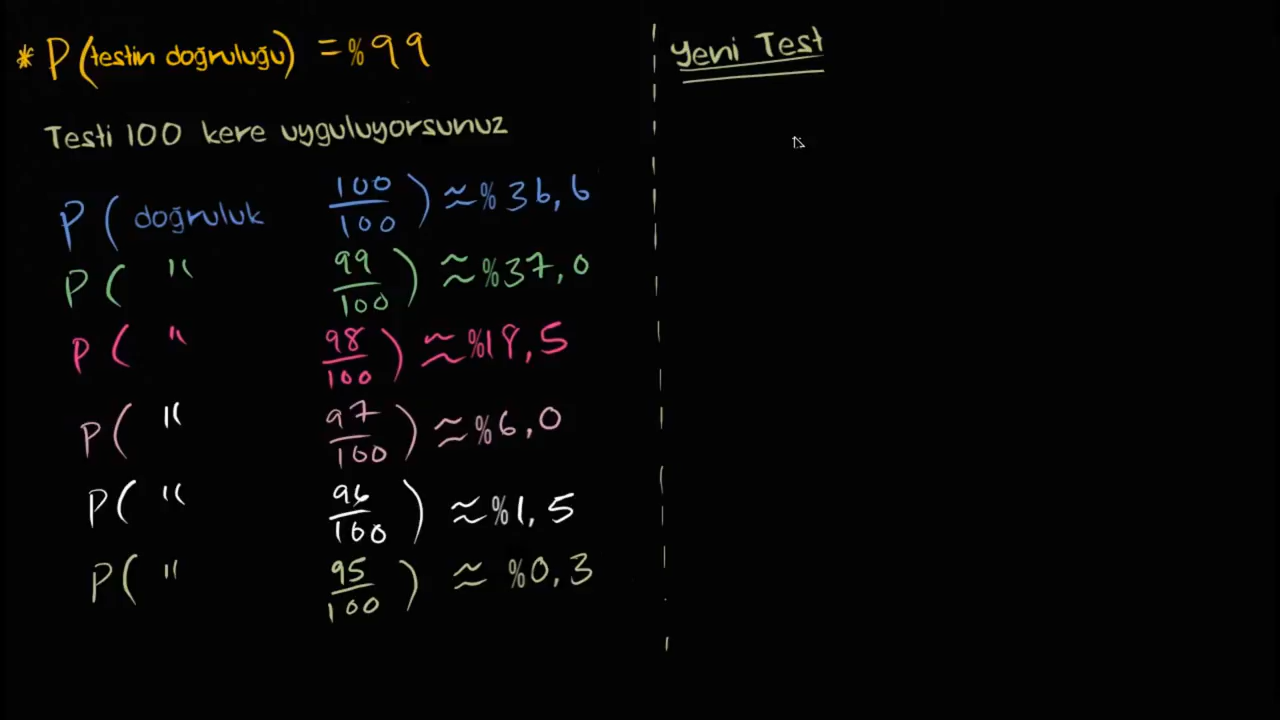 * P(testin doğruluğu) = %99
Testi 100 kere uyguluyorsunuz
P(doğruluk 100/100) ≈ %36,6
P( " 99/100) ≈ %37,0
P( " 98/100) ≈ %18,5
P( " 97/100) ≈ %6,0
P( " 96/100) ≈ %1,5
P( " 95/100) ≈ %0,3
Yeni Test